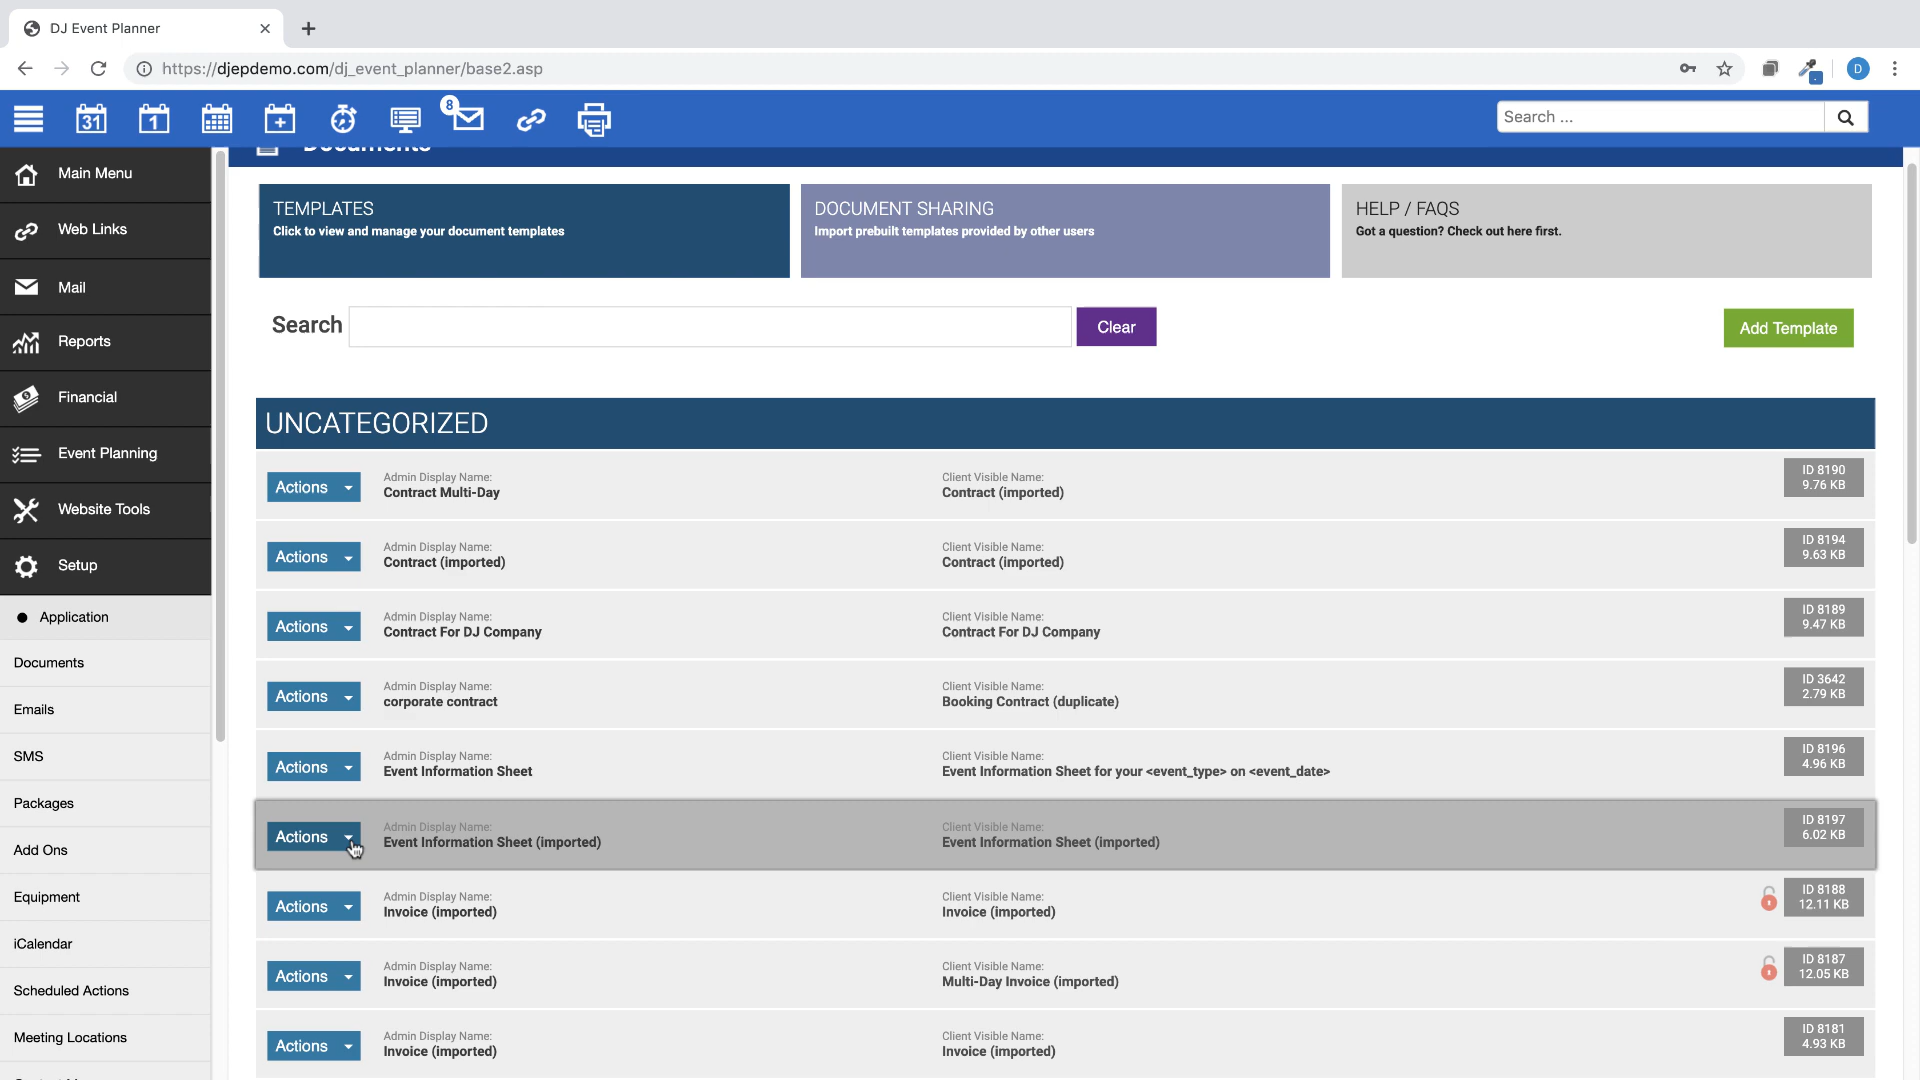 DJ Event Planner
https://djepdemo.com/dj_event_planner/base2.asp
D
31
1
8
Search ...
Documents
Main Menu
Web Links
Mail
Reports
Financial
Event Planning
Website Tools
Setup
Application
Documents
Emails
SMS
Packages
Add Ons
Equipment
iCalendar
Scheduled Actions
Meeting Locations
TEMPLATES
Click to view and manage your document templates
DOCUMENT SHARING
Import prebuilt templates provided by other users
HELP / FAQS
Got a question? Check out here first.
Search
Clear
Add Template
UNCATEGORIZED
Actions
Admin Display Name:
Contract Multi-Day
Client Visible Name:
Contract (imported)
ID 8190
9.76 KB
Actions
Admin Display Name:
Contract (imported)
Client Visible Name:
Contract (imported)
ID 8194
9.63 KB
Actions
Admin Display Name:
Contract For DJ Company
Client Visible Name:
Contract For DJ Company
ID 8189
9.47 KB
Actions
Admin Display Name:
corporate contract
Client Visible Name:
Booking Contract (duplicate)
ID 3642
2.79 KB
Actions
Admin Display Name:
Event Information Sheet
Client Visible Name:
Event Information Sheet for your <event_type> on <event_date>
ID 8196
4.96 KB
Actions
Admin Display Name:
Event Information Sheet (imported)
Client Visible Name:
Event Information Sheet (imported)
ID 8197
6.02 KB
Actions
Admin Display Name:
Invoice (imported)
Client Visible Name:
Invoice (imported)
ID 8188
12.11 KB
Actions
Admin Display Name:
Invoice (imported)
Client Visible Name:
Multi-Day Invoice (imported)
ID 8187
12.05 KB
Actions
Admin Display Name:
Invoice (imported)
Client Visible Name:
Invoice (imported)
ID 8181
4.93 KB